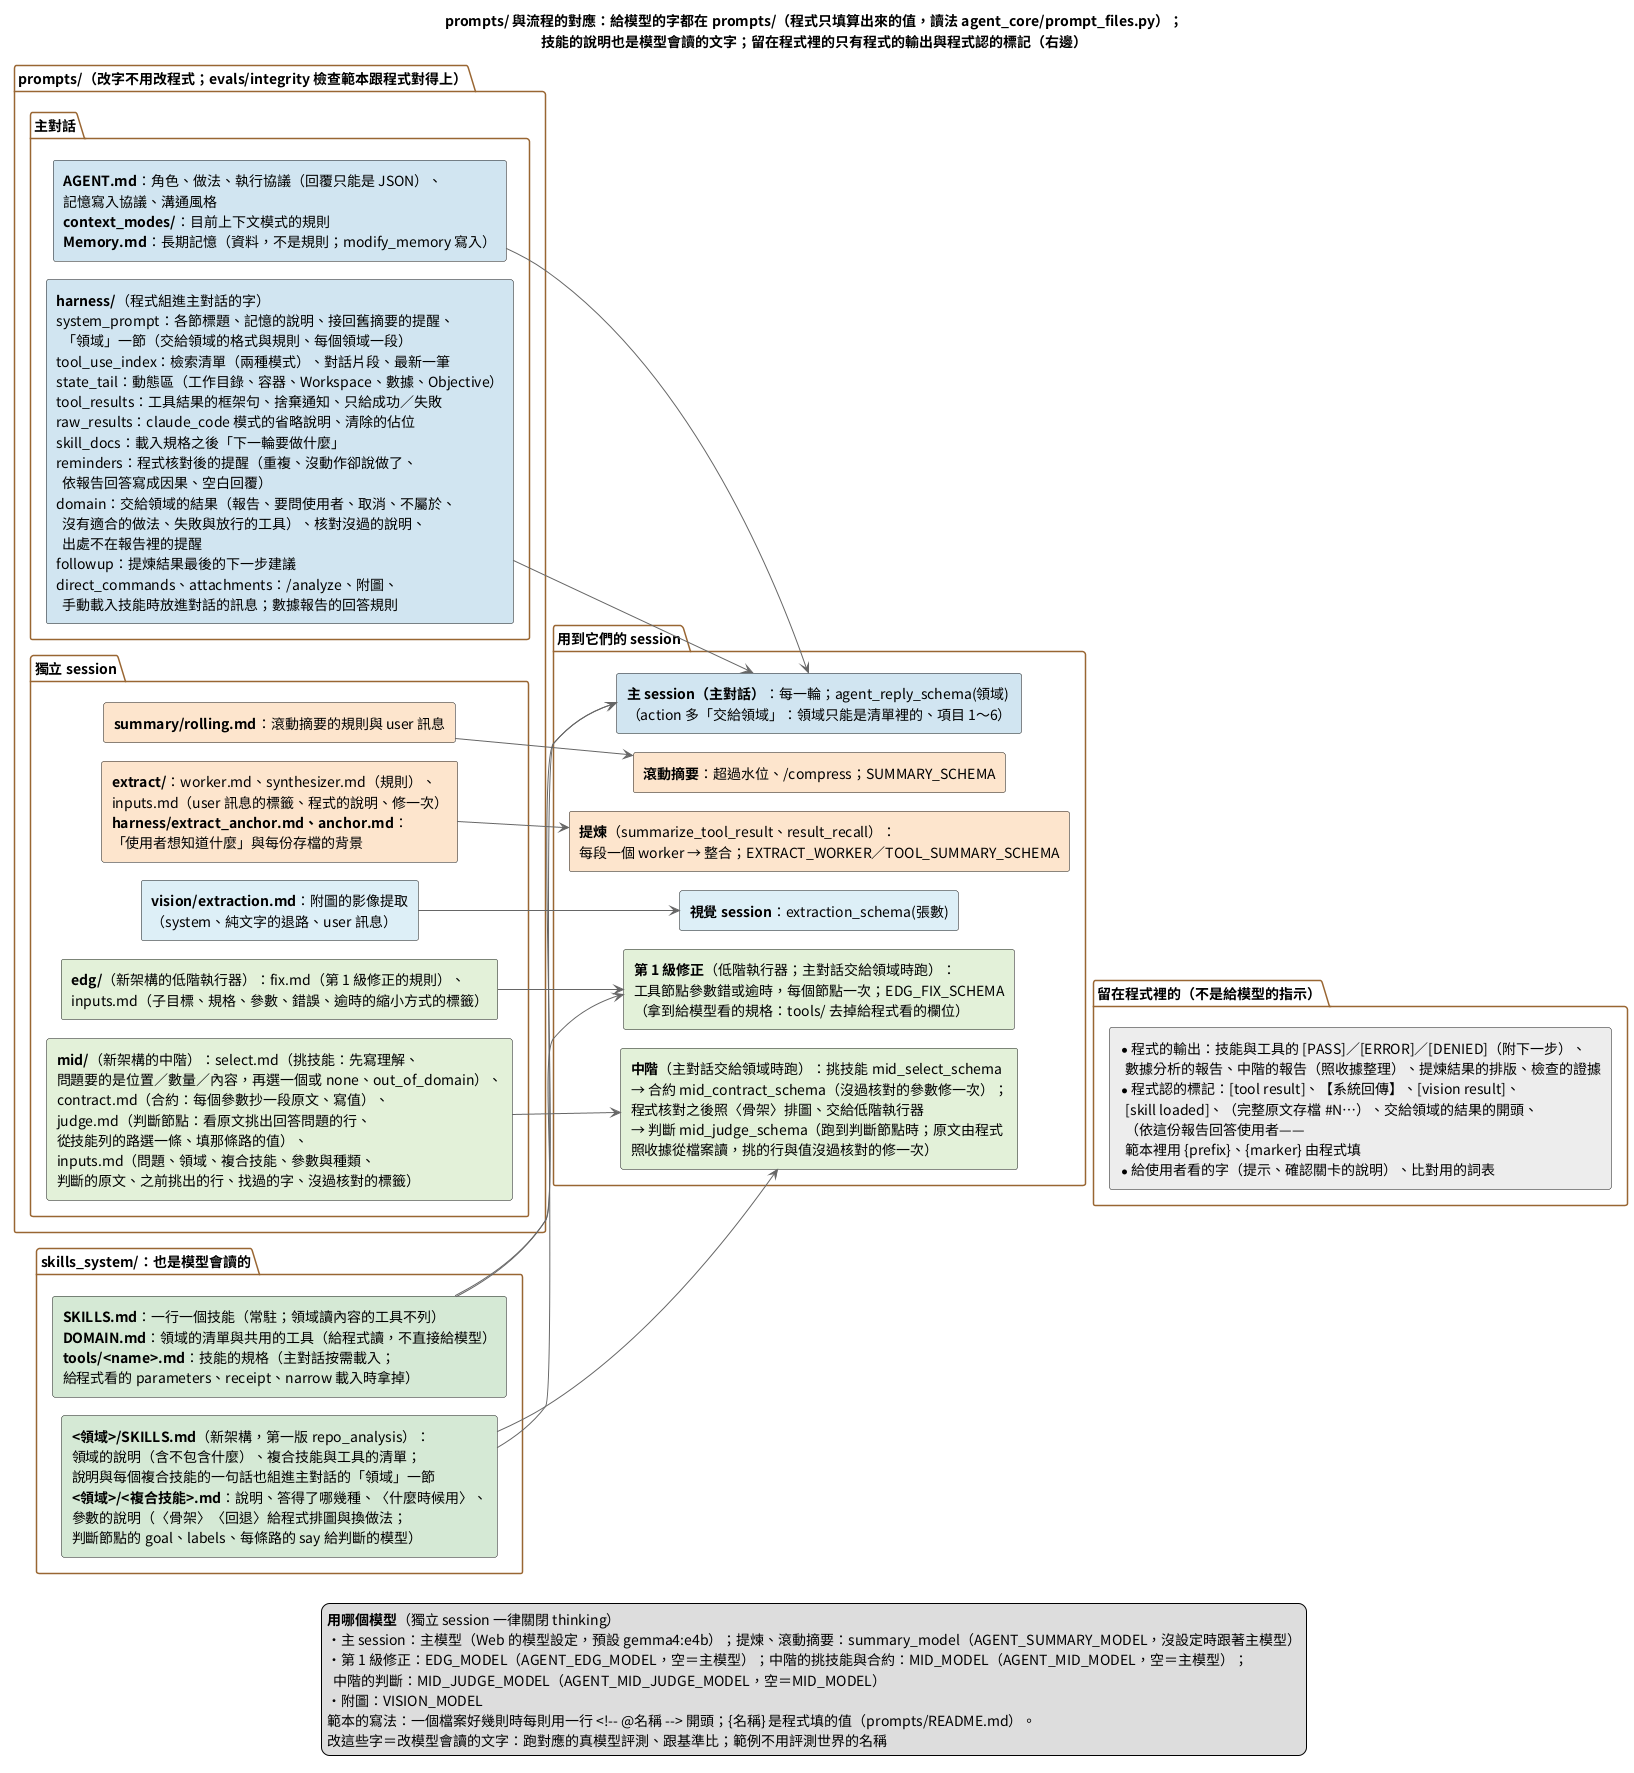 prompts/ 與流程的對應：給模型的字都在 prompts/（程式只填算出來的值，讀法 agent_core/prompt_files.py）；
技能的說明也是模型會讀的文字；留在程式裡的只有程式的輸出與程式認的標記（右邊）
prompts/（改字不用改程式；evals/integrity 檢查範本跟程式對得上）
主對話
AGENT.md：角色、做法、執行協議（回覆只能是 JSON）、
記憶寫入協議、溝通風格
context_modes/：目前上下文模式的規則
Memory.md：長期記憶（資料，不是規則；modify_memory 寫入）
harness/（程式組進主對話的字）
system_prompt：各節標題、記憶的說明、接回舊摘要的提醒、
「領域」一節（交給領域的格式與規則、每個領域一段）
tool_use_index：檢索清單（兩種模式）、對話片段、最新一筆
state_tail：動態區（工作目錄、容器、Workspace、數據、Objective）
tool_results：工具結果的框架句、捨棄通知、只給成功／失敗
raw_results：claude_code 模式的省略說明、清除的佔位
skill_docs：載入規格之後「下一輪要做什麼」
reminders：程式核對後的提醒（重複、沒動作卻說做了、
依報告回答寫成因果、空白回覆）
domain：交給領域的結果（報告、要問使用者、取消、不屬於、
沒有適合的做法、失敗與放行的工具）、核對沒過的說明、
出處不在報告裡的提醒
followup：提煉結果最後的下一步建議
direct_commands、attachments：/analyze、附圖、
手動載入技能時放進對話的訊息；數據報告的回答規則
獨立 session
summary/rolling.md：滾動摘要的規則與 user 訊息
extract/：worker.md、synthesizer.md（規則）、
inputs.md（user 訊息的標籤、程式的說明、修一次）
harness/extract_anchor.md、anchor.md：
「使用者想知道什麼」與每份存檔的背景
vision/extraction.md：附圖的影像提取
（system、純文字的退路、user 訊息）
edg/（新架構的低階執行器）：fix.md（第 1 級修正的規則）、
inputs.md（子目標、規格、參數、錯誤、逾時的縮小方式的標籤）
mid/（新架構的中階）：select.md（挑技能：先寫理解、
問題要的是位置／數量／內容，再選一個或 none、out_of_domain）、
contract.md（合約：每個參數抄一段原文、寫值）、
judge.md（判斷節點：看原文挑出回答問題的行、
從技能列的路選一條、填那條路的值）、
inputs.md（問題、領域、複合技能、參數與種類、
判斷的原文、之前挑出的行、找過的字、沒過核對的標籤）
skills_system/：也是模型會讀的
SKILLS.md：一行一個技能（常駐；領域讀內容的工具不列）
DOMAIN.md：領域的清單與共用的工具（給程式讀，不直接給模型）
tools/<name>.md：技能的規格（主對話按需載入；
給程式看的 parameters、receipt、narrow 載入時拿掉）
<領域>/SKILLS.md（新架構，第一版 repo_analysis）：
領域的說明（含不包含什麼）、複合技能與工具的清單；
說明與每個複合技能的一句話也組進主對話的「領域」一節
<領域>/<複合技能>.md：說明、答得了哪幾種、〈什麼時候用〉、
參數的說明（〈骨架〉〈回退〉給程式排圖與換做法；
判斷節點的 goal、labels、每條路的 say 給判斷的模型）
用到它們的 session
主 session（主對話）：每一輪；agent_reply_schema(領域)
（action 多「交給領域」：領域只能是清單裡的、項目 1～6）
滾動摘要：超過水位、/compress；SUMMARY_SCHEMA
提煉（summarize_tool_result、result_recall）：
每段一個 worker → 整合；EXTRACT_WORKER／TOOL_SUMMARY_SCHEMA
視覺 session：extraction_schema(張數)
第 1 級修正（低階執行器；主對話交給領域時跑）：
工具節點參數錯或逾時，每個節點一次；EDG_FIX_SCHEMA
（拿到給模型看的規格：tools/ 去掉給程式看的欄位）
中階（主對話交給領域時跑）：挑技能 mid_select_schema
→ 合約 mid_contract_schema（沒過核對的參數修一次）；
程式核對之後照〈骨架〉排圖、交給低階執行器
→ 判斷 mid_judge_schema（跑到判斷節點時；原文由程式
照收據從檔案讀，挑的行與值沒過核對的修一次）
留在程式裡的（不是給模型的指示）
• 程式的輸出：技能與工具的 [PASS]／[ERROR]／[DENIED]（附下一步）、
數據分析的報告、中階的報告（照收據整理）、提煉結果的排版、檢查的證據
• 程式認的標記：[tool result]、【系統回傳】、[vision result]、
[skill loaded]、（完整原文存檔 #N⋯）、交給領域的結果的開頭、
（依這份報告回答使用者——
範本裡用 {prefix}、{marker} 由程式填
• 給使用者看的字（提示、確認關卡的說明）、比對用的詞表
用哪個模型（獨立 session 一律關閉 thinking）
・主 session：主模型（Web 的模型設定，預設 gemma4:e4b）；提煉、滾動摘要：summary_model（AGENT_SUMMARY_MODEL，沒設定時跟著主模型）
・第 1 級修正：EDG_MODEL（AGENT_EDG_MODEL，空＝主模型）；中階的挑技能與合約：MID_MODEL（AGENT_MID_MODEL，空＝主模型）；
中階的判斷：MID_JUDGE_MODEL（AGENT_MID_JUDGE_MODEL，空＝MID_MODEL）
・附圖：VISION_MODEL
範本的寫法：一個檔案好幾則時每則用一行 <!-- @名稱 --> 開頭；{名稱} 是程式填的值（prompts/README.md）。
改這些字＝改模型會讀的文字：跑對應的真模型評測、跟基準比；範例不用評測世界的名稱